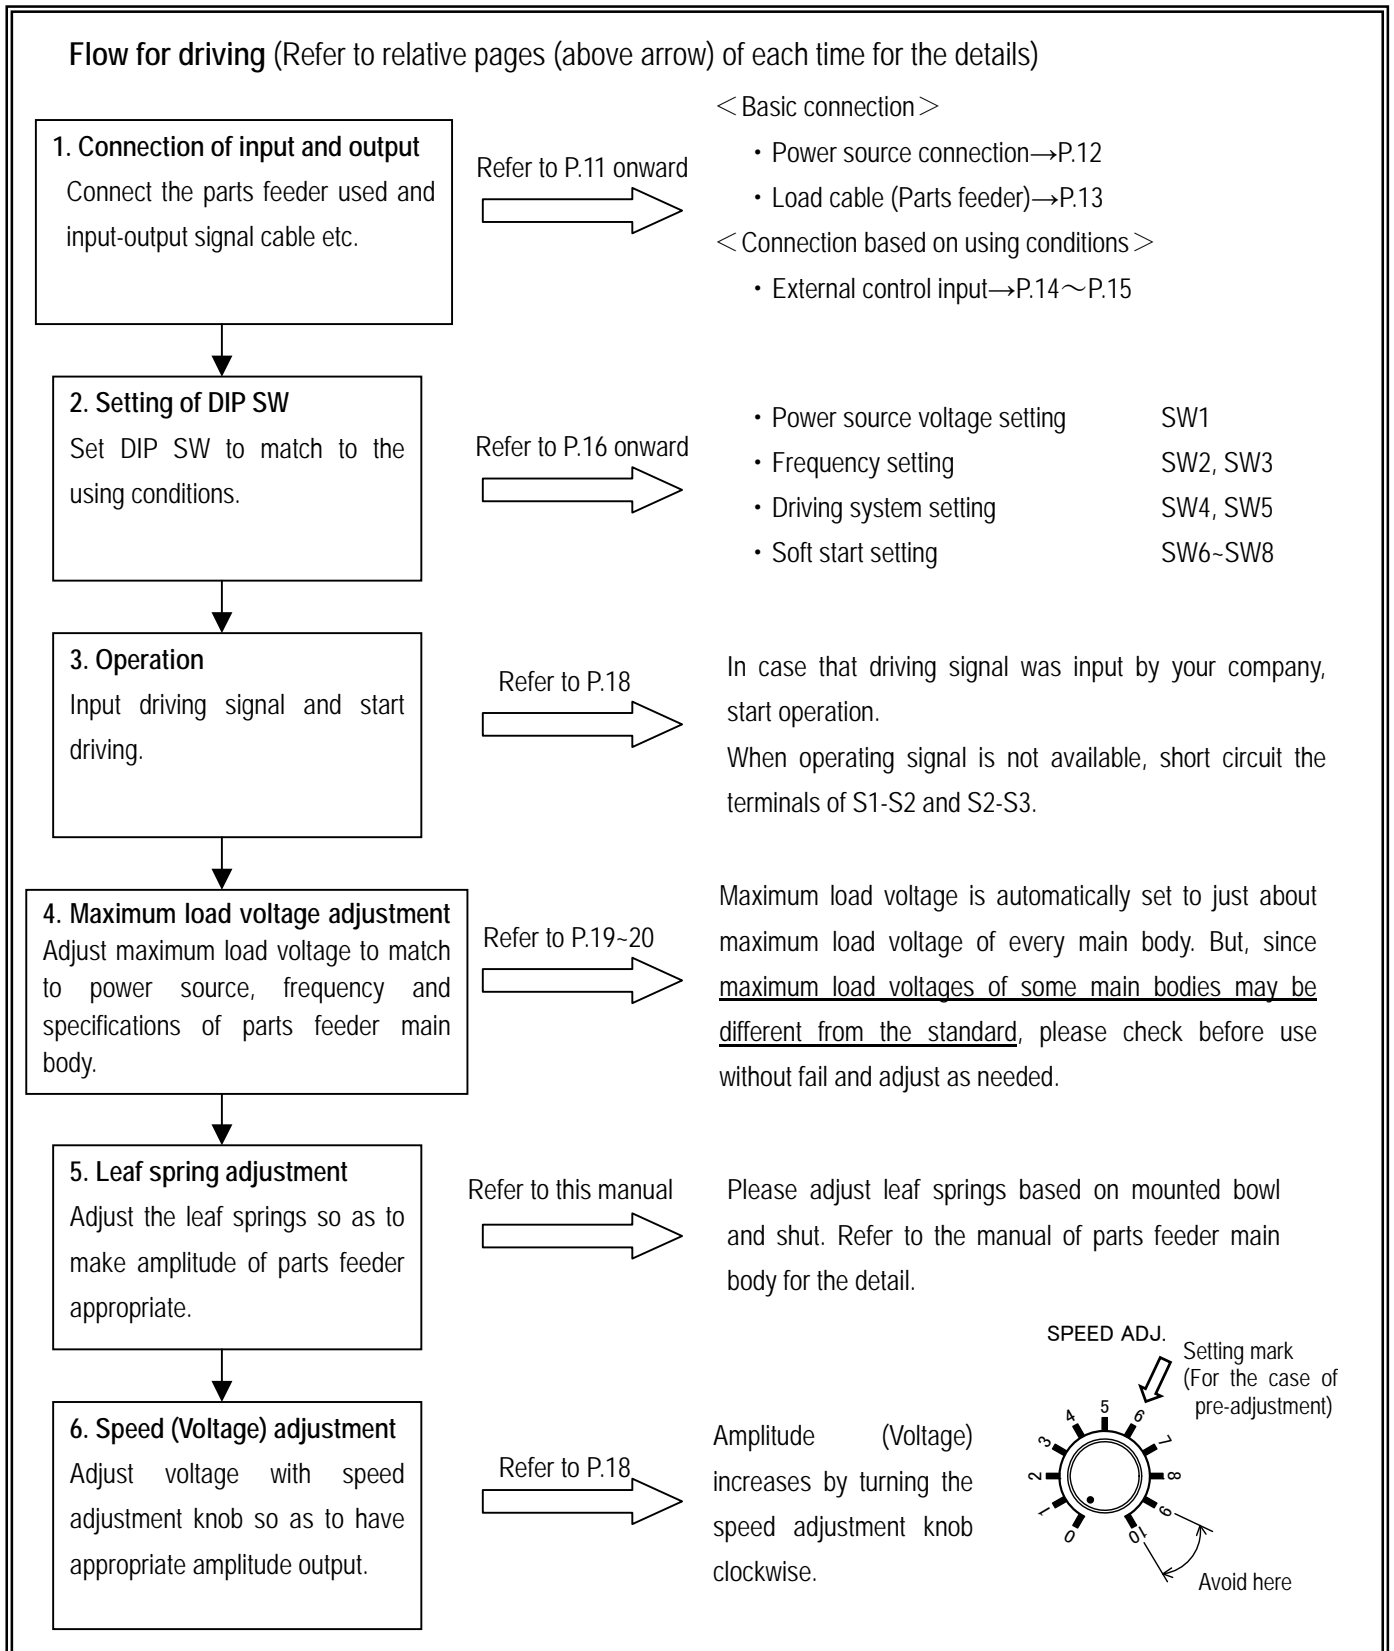 Flow for driving (Refer to relative pages (above arrow) of each time for the details)
1. Connection of input and output
Connect the parts feeder used and
input-output signal cable etc.
Refer to P.11 onward
＜Basic connection＞
・Power source connection→P.12
・Load cable (Parts feeder)→P.13
＜Connection based on using conditions＞
・External control input→P.14～P.15
2. Setting of DIP SW
Set DIP SW to match to the
using conditions.
Refer to P.16 onward
・Power source voltage setting SW1
・Frequency setting SW2, SW3
・Driving system setting SW4, SW5
・Soft start setting SW6~SW8
3. Operation
Input driving signal and start
driving.
Refer to P.18
In case that driving signal was input by your company,
start operation.
When operating signal is not available, short circuit the
terminals of S1-S2 and S2-S3.
4. Maximum load voltage adjustment
Adjust maximum load voltage to match
to power source, frequency and
specifications of parts feeder main
body.
Refer to P.19~20
Maximum load voltage is automatically set to just about
maximum load voltage of every main body. But, since
maximum load voltages of some main bodies may be
different from the standard, please check before use
without fail and adjust as needed.
5. Leaf spring adjustment
Adjust the leaf springs so as to
make amplitude of parts feeder
appropriate.
Refer to this manual
Please adjust leaf springs based on mounted bowl
and shut. Refer to the manual of parts feeder main
body for the detail.
6. Speed (Voltage) adjustment
Adjust voltage with speed
adjustment knob so as to have
appropriate amplitude output.
Refer to P.18
Amplitude (Voltage)
increases by turning the
speed adjustment knob
clockwise.
SPEED ADJ.
Setting mark
(For the case of
pre-adjustment)
0
1
2
3
4
5
6
7
8
9
10
Avoid here